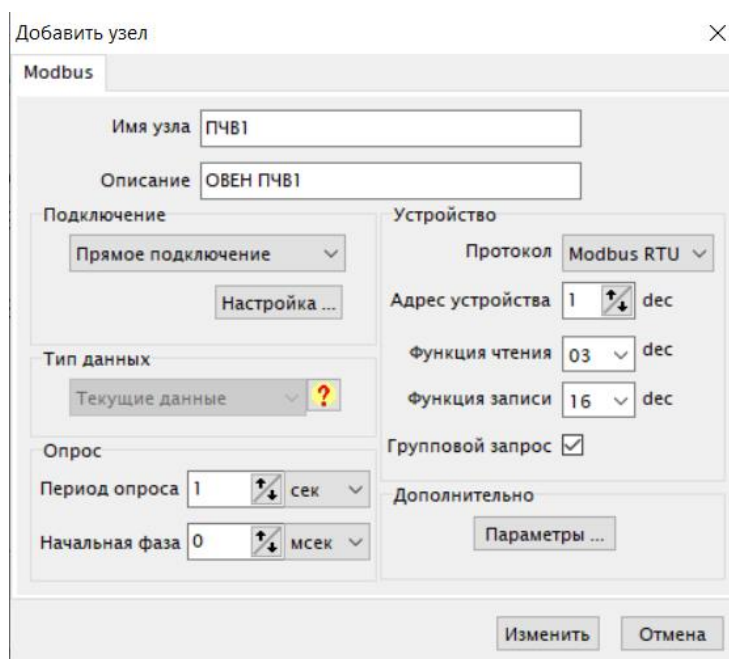 Добавить узел
Modbus
Имя узла ПЧВ1
Описание ОВЕН ПЧВ1
Подключение
Прямое подключение
Настройка ...
Тип данных
Текущие данные ?
Опрос
Период опроса 1 сек
Начальная фаза 0 мсек
Устройство
Протокол Modbus RTU
Адрес устройства 1 dec
Функция чтения 03 dec
Функция записи 16 dec
Групповой запрос
Дополнительно
Параметры ...
Изменить Отмена